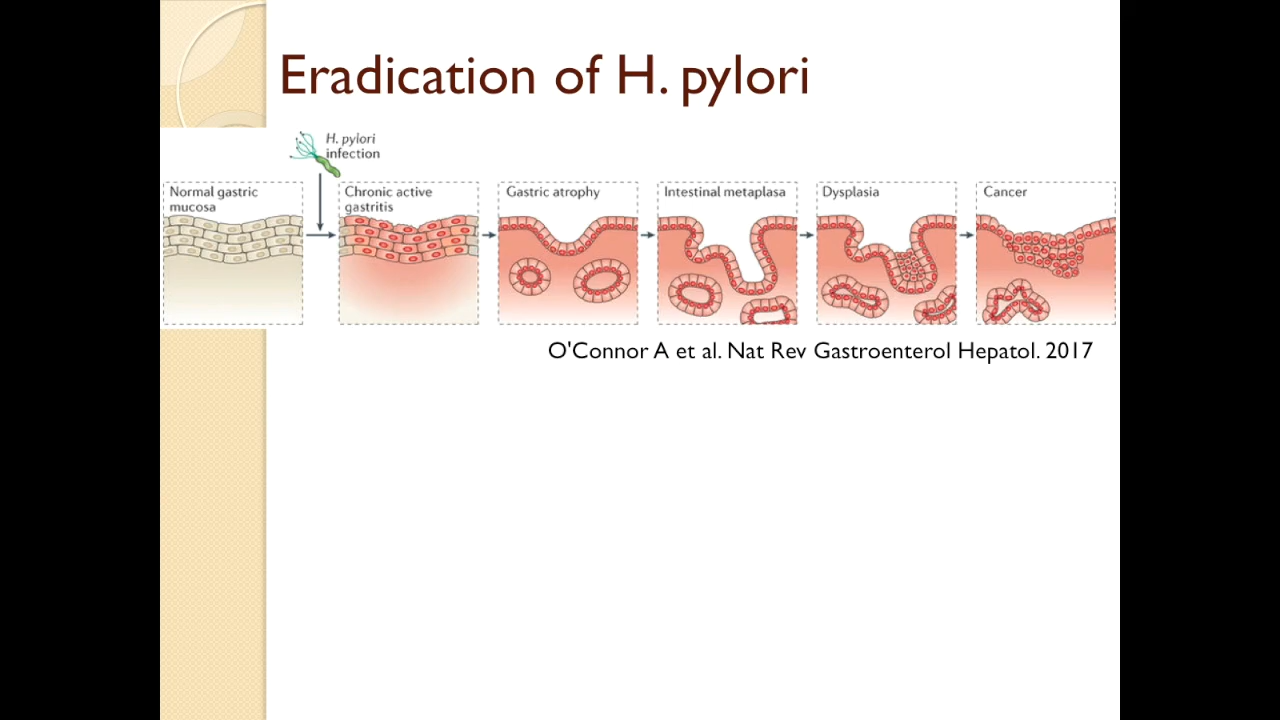 Eradication of H. pylori
H. pylori
infection
Normal gastric
mucosa
Chronic active
gastritis
Gastric atrophy
Intestinal metaplasa
Dysplasia
Cancer
O'Connor A et al. Nat Rev Gastroenterol Hepatol. 2017